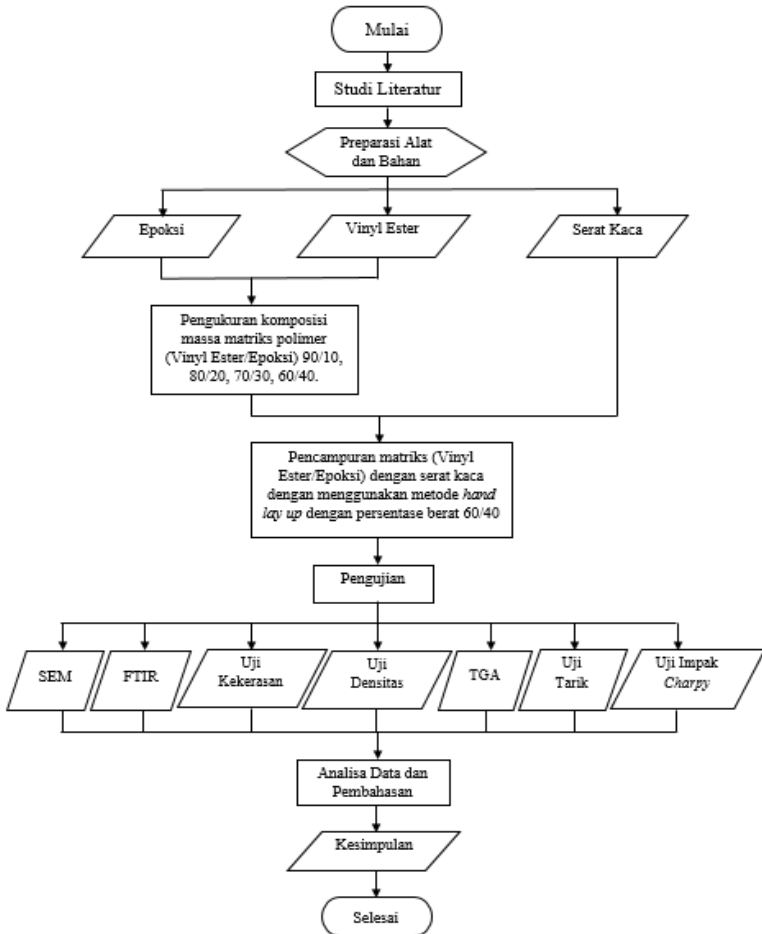 Mulai
Studi Literatur
Preparasi Alat
dan Bahan
Epoksi
Vinyl Ester
Serat Kaca
Pengukuran komposisi
massa matriks polimer
(Vinyl Ester/Epoksi) 90/10,
80/20, 70/30, 60/40.
Pencampuran matriks (Vinyl
Ester/Epoksi) dengan serat kaca
dengan menggunakan metode hand
lay up dengan persentase berat 60/40
Pengujian
SEM
FTIR
Uji
Kekerasan
Uji
Densitas
TGA
Uji
Tarik
Uji Impak
Charpy
Analisa Data dan
Pembahasan
Kesimpulan
Selesai